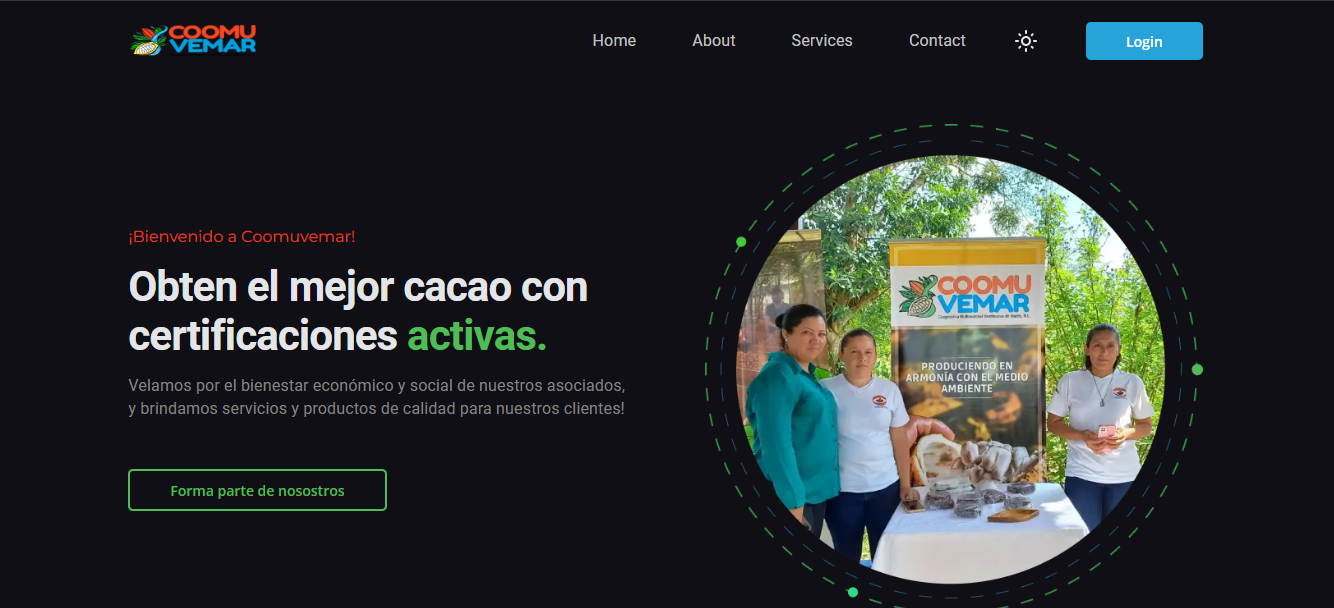 COOMU
VEMAR
Home
About
Services
Contact
Login
¡Bienvenido a Coomuvemar!
Obten el mejor cacao con
certificaciones activas.
Velamos por el bienestar económico y social de nuestros asociados,
y brindamos servicios y productos de calidad para nuestros clientes!
Forma parte de nosostros
COOMU
VEMAR
PRODUCIENDO EN
ARMONÍA CON EL MEDIO
AMBIENTE